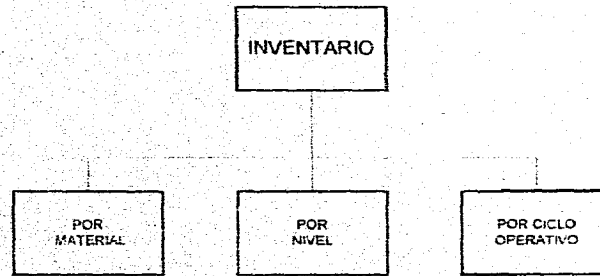 INVENTARIO
POR
MATERIAL
POR
NIVEL
POR CICLO
OPERATIVO